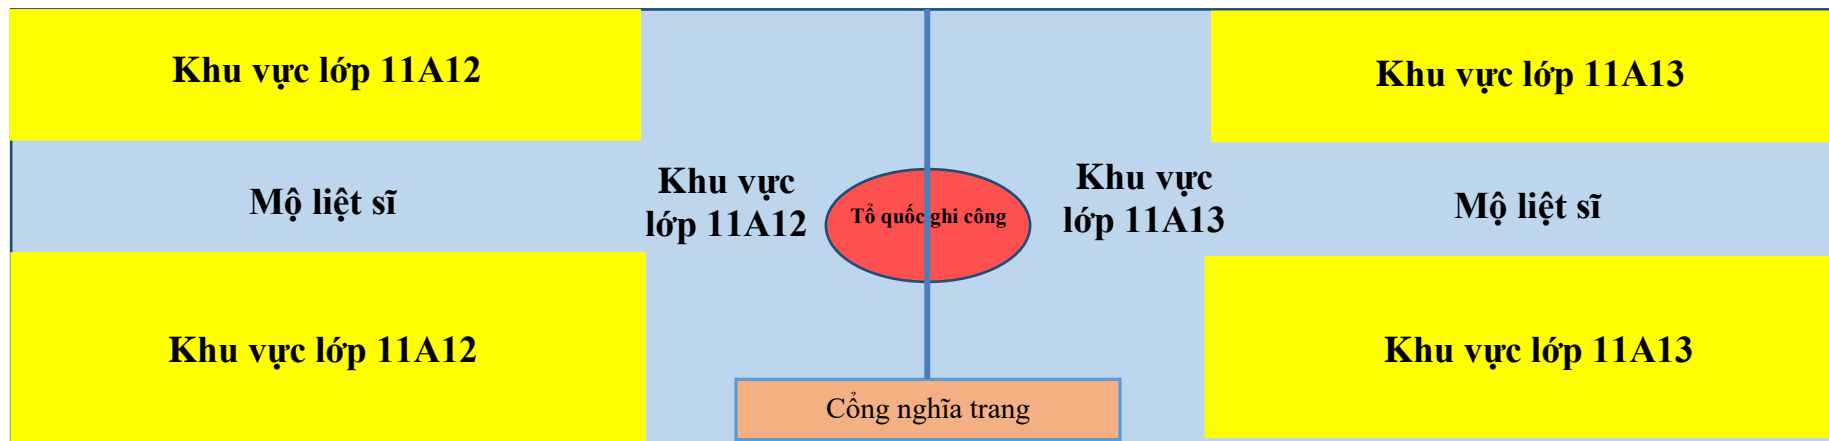 Khu vực lớp 11A12
Khu vực lớp 11A13
Mộ liệt sĩ
Khu vực
lớp 11A12
Tổ quốc ghi công
Khu vực
lớp 11A13
Mộ liệt sĩ
Khu vực lớp 11A12
Khu vực lớp 11A13
Cổng nghĩa trang